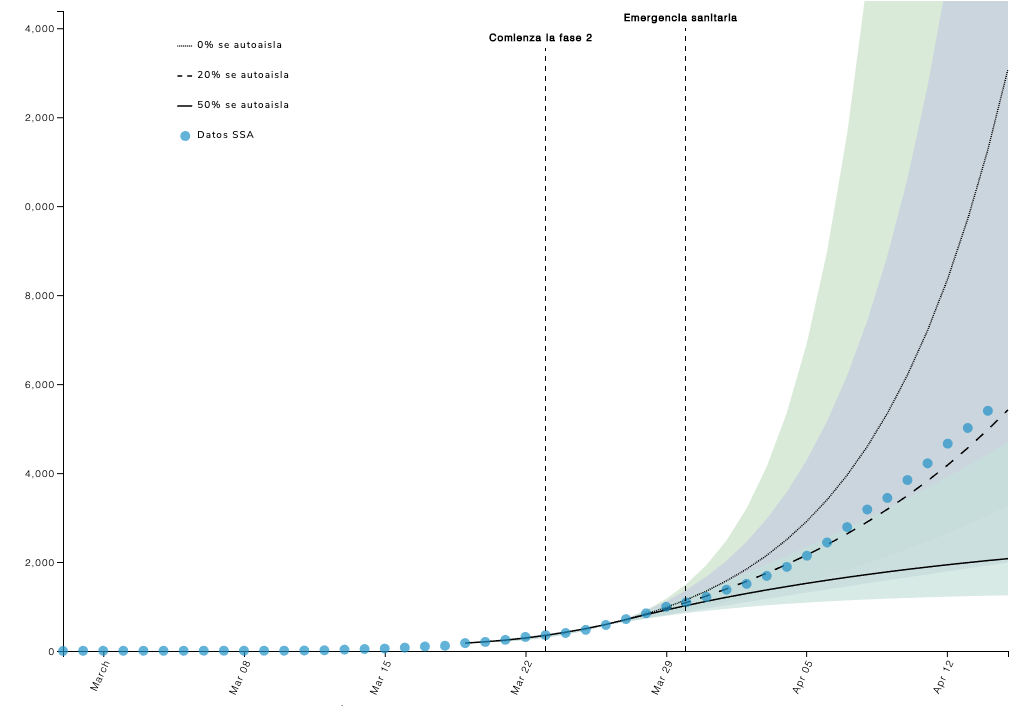 Emergencia sanitaria
Comienza la fase 2
0% se autoaisla
20% se autoaisla
50% se autoaisla
Datos SSA
4,000
2,000
0,000
8,000
6,000
4,000
2,000
0
March
Mar 08
Mar 15
Mar 22
Mar 29
Apr 05
Apr 12